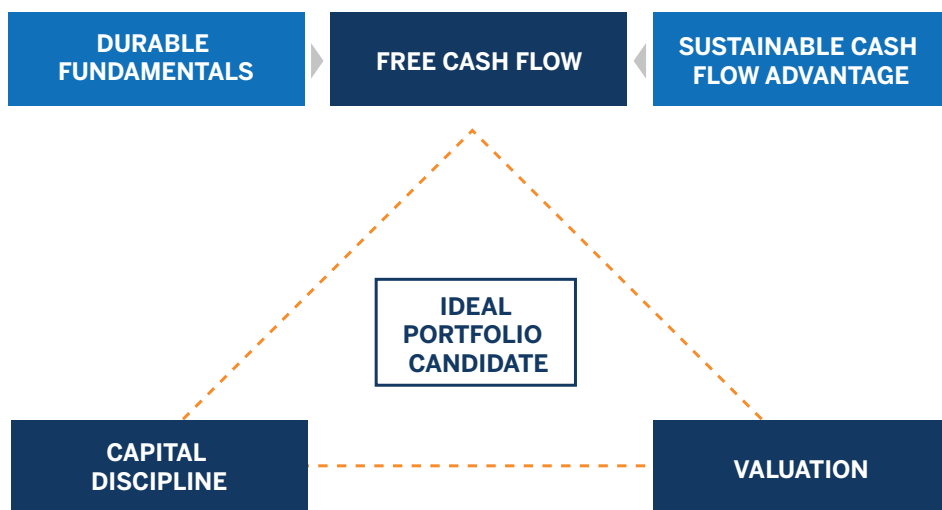 DURABLE
FUNDAMENTALS
FREE CASH FLOW
SUSTAINABLE CASH
FLOW ADVANTAGE
IDEAL
PORTFOLIO
CANDIDATE
CAPITAL
DISCIPLINE
VALUATION